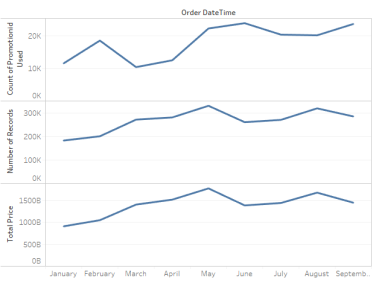 Order DateTime
Count of Promotional
Used
20K
10K
0K
Number of Records
300K
200K
100K
0K
Total Price
1500B
1000B
500B
0B
January February March April May June July August Septemb..